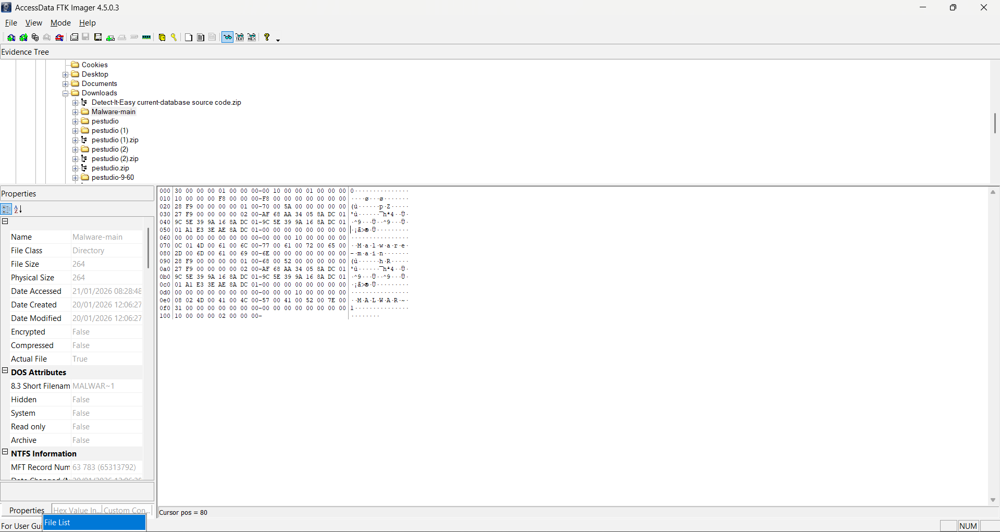 AccessData FTK Imager 4.5.0.3
File View Mode Help
Evidence Tree
Cookies
Desktop
Documents
Downloads
Detect-It-Easy current-database source code.zip
Malware-main
pestudio
pestudio (1)
pestudio (1).zip
pestudio (2)
pestudio (2).zip
pestudio.zip
pestudio-9-60
Properties
Name Malware-main
File Class Directory
File Size 264
Physical Size 264
Date Accessed 21/01/2026 08:28:48
Date Created 20/01/2026 12:06:27
Date Modified 20/01/2026 12:06:27
Encrypted False
Compressed False
Actual File True
DOS Attributes
8.3 Short Filenam MALWAR~1
Hidden False
System False
Read only False
Archive False
NTFS Information
MFT Record Num 63 783 (65313792)
Properties Hex Value In... Custom Con...
File List
For User Gui
000 30 00 00 00 01 00 00 00-00 10 00 00 01 00 00 00 0···············
010 10 00 00 00 F8 00 00 00-F8 00 00 00 00 00 00 00 ····ø···ø·······
020 28 F9 00 00 00 00 01 00-70 00 5A 00 00 00 00 00 (ù······p·Z·····
030 27 F9 00 00 00 00 02 00-AF 68 AA 34 05 8A DC 01 'ù······¯hª4··Ü·
040 9C 5E 39 9A 16 8A DC 01-9C 5E 39 9A 16 8A DC 01 ·^9···Ü··^9···Ü·
050 01 A1 E3 3E AE 8A DC 01-00 00 00 00 00 00 00 00 ·¡ã>®·Ü·········
060 00 00 00 00 00 00 00 00-00 00 00 10 00 00 00 00 ················
070 0C 01 4D 00 61 00 6C 00-77 00 61 00 72 00 65 00 ··M·a·l·w·a·r·e·
080 2D 00 6D 00 61 00 69 00-6E 00 00 00 00 00 00 00 -·m·a·i·n·······
090 28 F9 00 00 00 00 01 00-68 00 52 00 00 00 00 00 (ù······h·R·····
0a0 27 F9 00 00 00 00 02 00-AF 68 AA 34 05 8A DC 01 'ù······¯hª4··Ü·
0b0 9C 5E 39 9A 16 8A DC 01-9C 5E 39 9A 16 8A DC 01 ·^9···Ü··^9···Ü·
0c0 01 A1 E3 3E AE 8A DC 01-00 00 00 00 00 00 00 00 ·¡ã>®·Ü·········
0d0 00 00 00 00 00 00 00 00-00 00 00 10 00 00 00 00 ················
0e0 08 02 4D 00 41 00 4C 00-57 00 41 00 52 00 7E 00 ··M·A·L·W·A·R·~·
0f0 31 00 00 00 00 00 00 00-00 00 00 00 00 00 00 00 1···············
100 10 00 00 00 02 00 00 00- ········
Cursor pos = 80
NUM